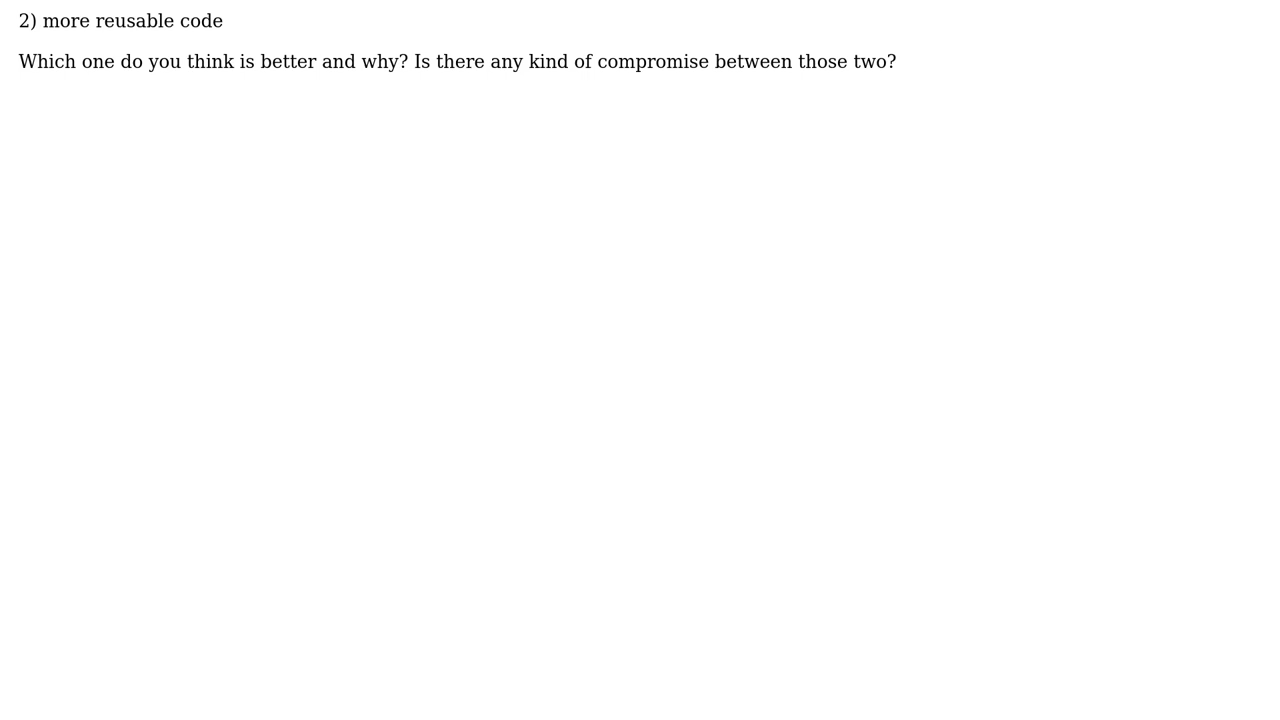 2) more reusable code
Which one do you think is better and why? Is there any kind of compromise between those two?